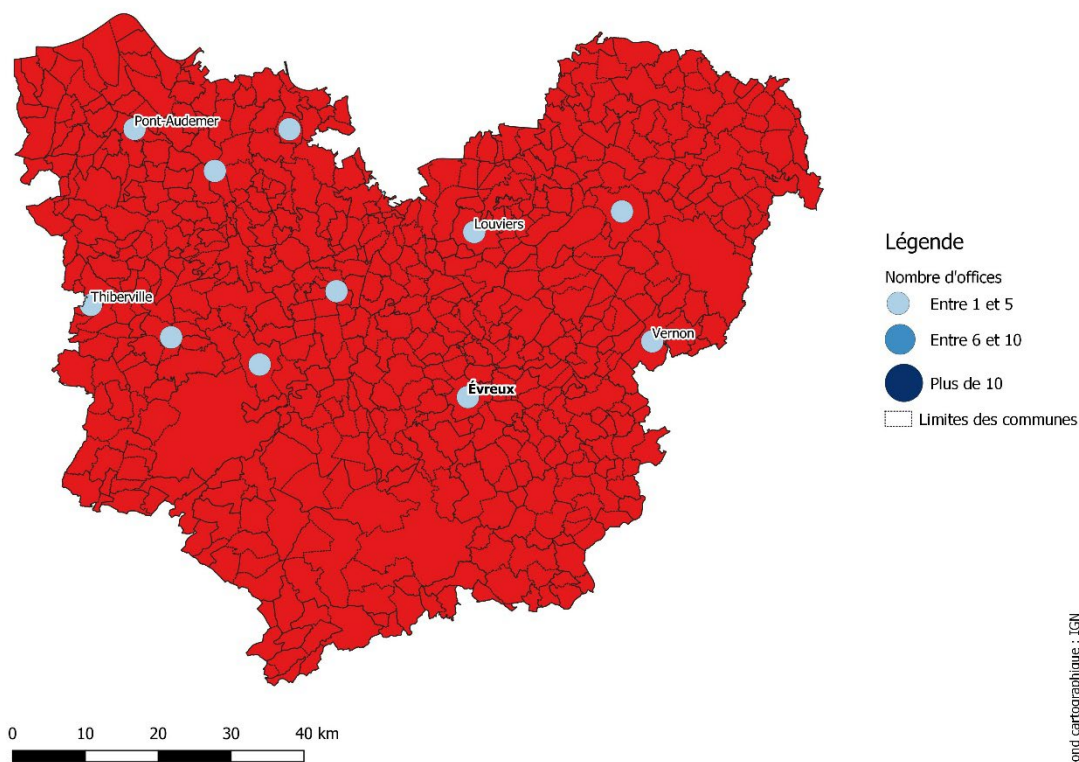 Pont-Audemer
Louviers
Thiberville
Vernon
Évreux
Légende
Nombre d'offices
Entre 1 et 5
Entre 6 et 10
Plus de 10
Limites des communes
0 10 20 30 40 km
ond cartographique : IGN